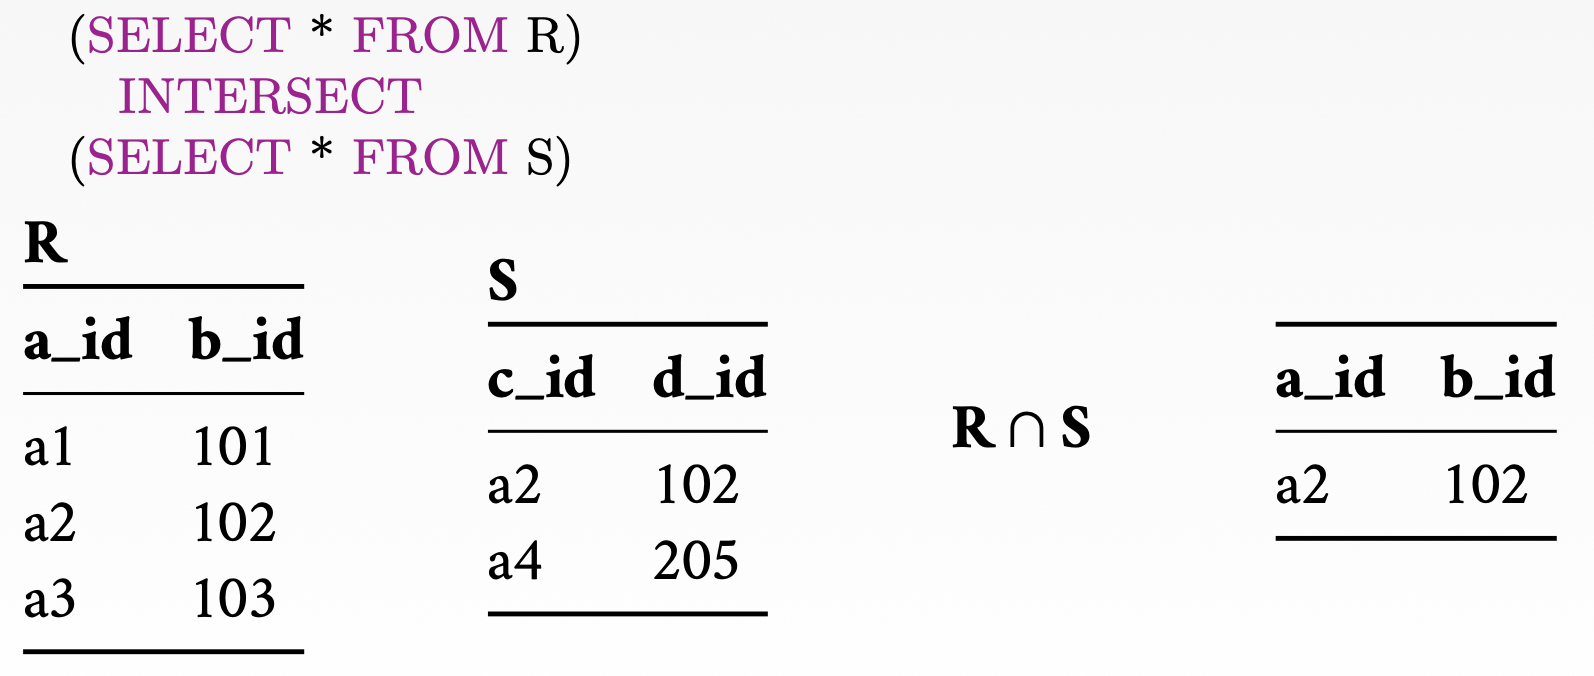 (SELECT * FROM R)
INTERSECT
(SELECT * FROM S)
R
a_id b_id
a1 101
a2 102
a3 103
S
c_id d_id
a2 102
a4 205
R ∩ S
a_id b_id
a2 102